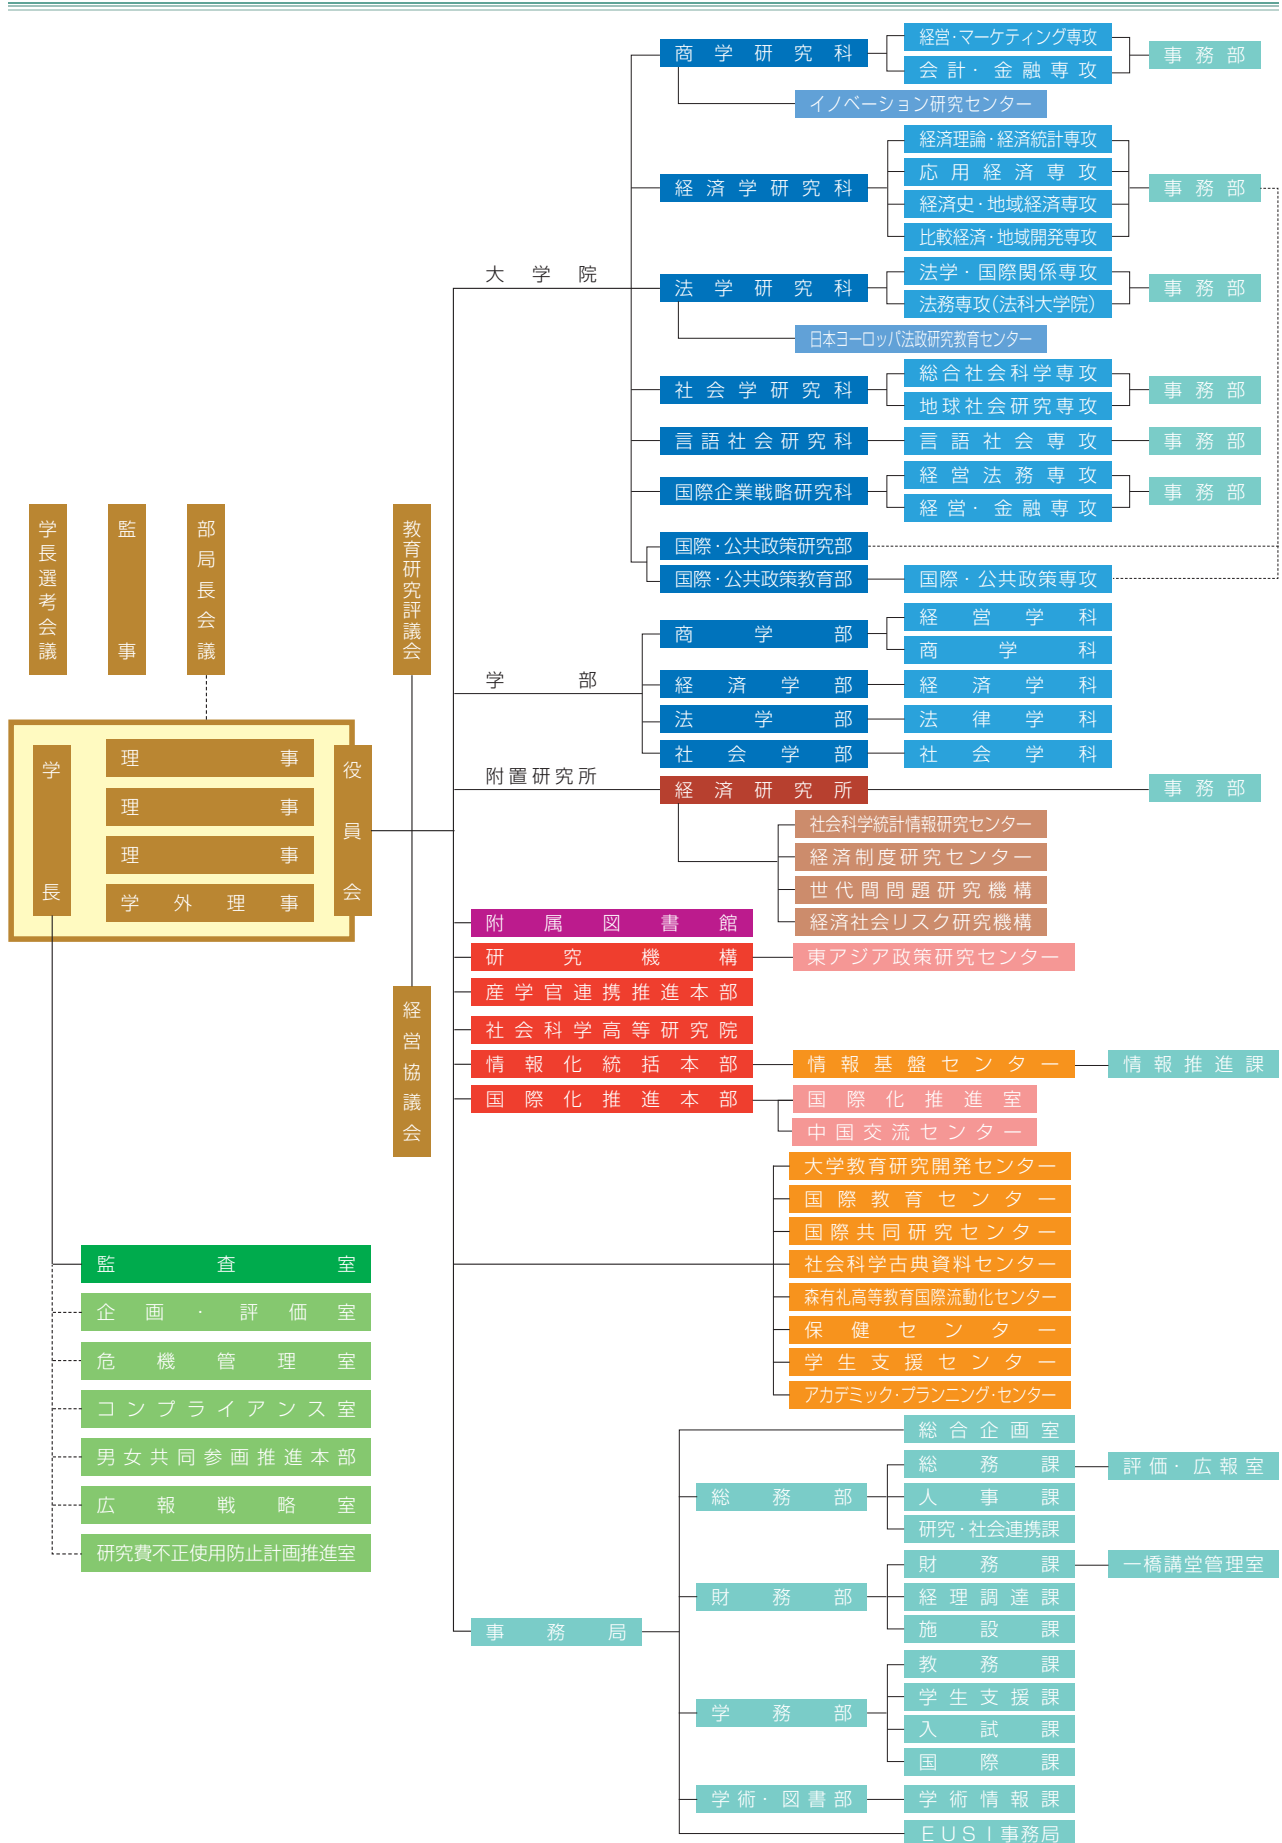 商学研究科
経営・マーケティング専攻
会計・金融専攻
事務部
イノベーション研究センター
経済学研究科
経済理論・経済統計専攻
応用経済専攻
経済史・地域経済専攻
比較経済・地域開発専攻
事務部
大学院
法学研究科
法学・国際関係専攻
法務専攻(法科大学院)
事務部
日本ヨーロッパ法政研究教育センター
社会学研究科
総合社会科学専攻
地球社会研究専攻
事務部
言語社会研究科
言語社会専攻
事務部
国際企業戦略研究科
経営法務専攻
経営・金融専攻
事務部
国際・公共政策研究部
国際・公共政策教育部
国際・公共政策専攻
学長選考会議
監事
部局長会議
教育研究評議会
学部
商学部
経営学科
商学科
経済学部
経済学科
法学部
法律学科
社会学部
社会学科
学長
理事
理事
理事
学外理事
役員会
附置研究所
経済研究所
事務部
社会科学統計情報研究センター
経済制度研究センター
世代間問題研究機構
経済社会リスク研究機構
附属図書館
研究機構
東アジア政策研究センター
産学官連携推進本部
社会科学高等研究院
情報化統括本部
情報基盤センター
情報推進課
国際化推進本部
国際化推進室
中国交流センター
経営協議会
大学教育研究開発センター
国際教育センター
国際共同研究センター
社会科学古典資料センター
森有礼高等教育国際流動化センター
保健センター
学生支援センター
アカデミック・プランニング・センター
監査室
企画・評価室
危機管理室
コンプライアンス室
男女共同参画推進本部
広報戦略室
研究費不正使用防止計画推進室
事務局
総合企画室
総務部
総務課
評価・広報室
人事課
研究・社会連携課
財務部
財務課
一橋講堂管理室
経理調達課
施設課
学務部
教務課
学生支援課
入試課
国際課
学術・図書部
学術情報課
EUSI事務局